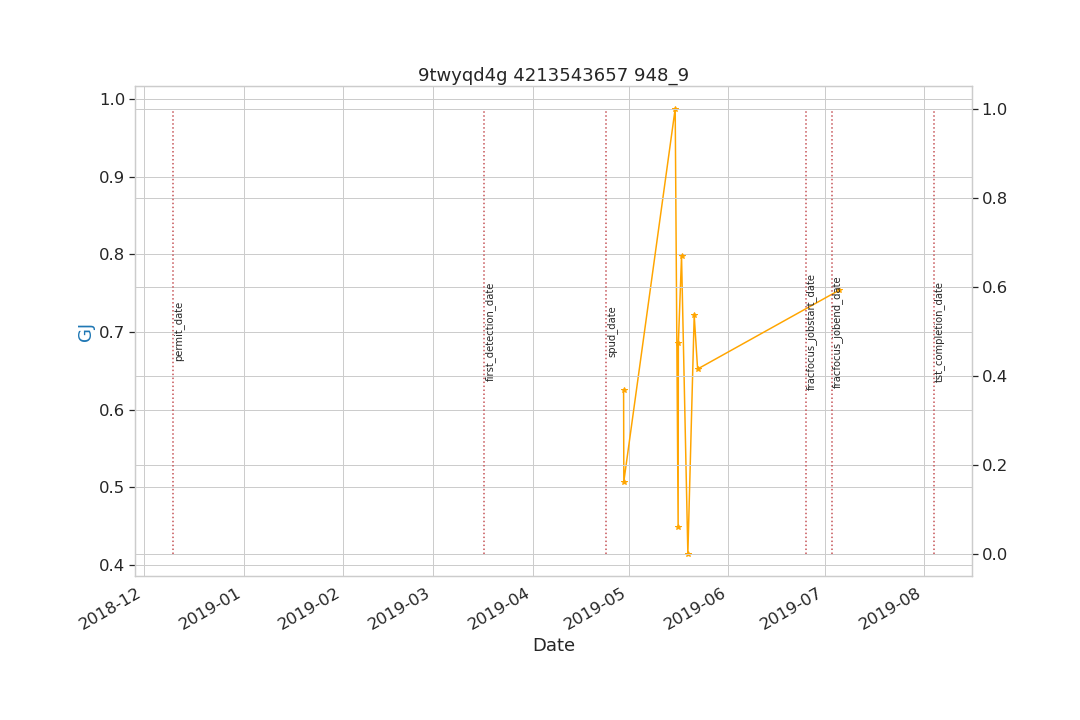 9twyqd4g 4213543657 948_9
1.0
0.9
0.8
0.7
0.6
0.5
0.4
GJ
1.0
0.8
0.6
0.4
0.2
0.0
permit_date
first_detection_date
spud_date
fracfocus_jobstart_date
fracfocus_jobend_date
tst_completion_date
2018-12
2019-01
2019-02
2019-03
2019-04
2019-05
2019-06
2019-07
2019-08
Date